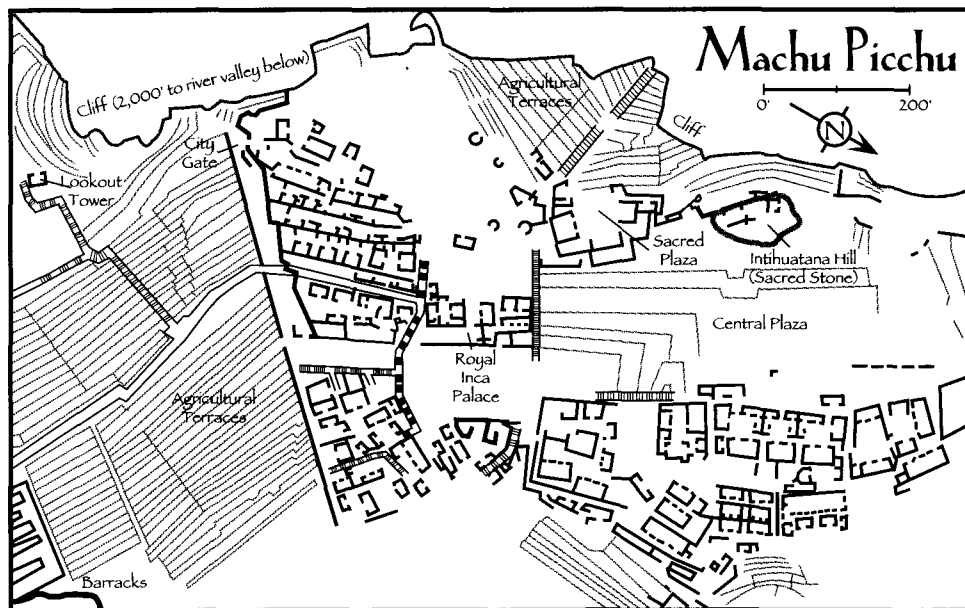 Machu Picchu
0'
200'
N
Cliff (2,000' to river valley below)
Agricultural
Terraces
Cliff
City
Gate
Lookout
Tower
Sacred
Plaza
Intihuatana Hill
(Sacred Stone)
Central Plaza
Royal
Inca
Palace
Agricultural
Terraces
Barracks